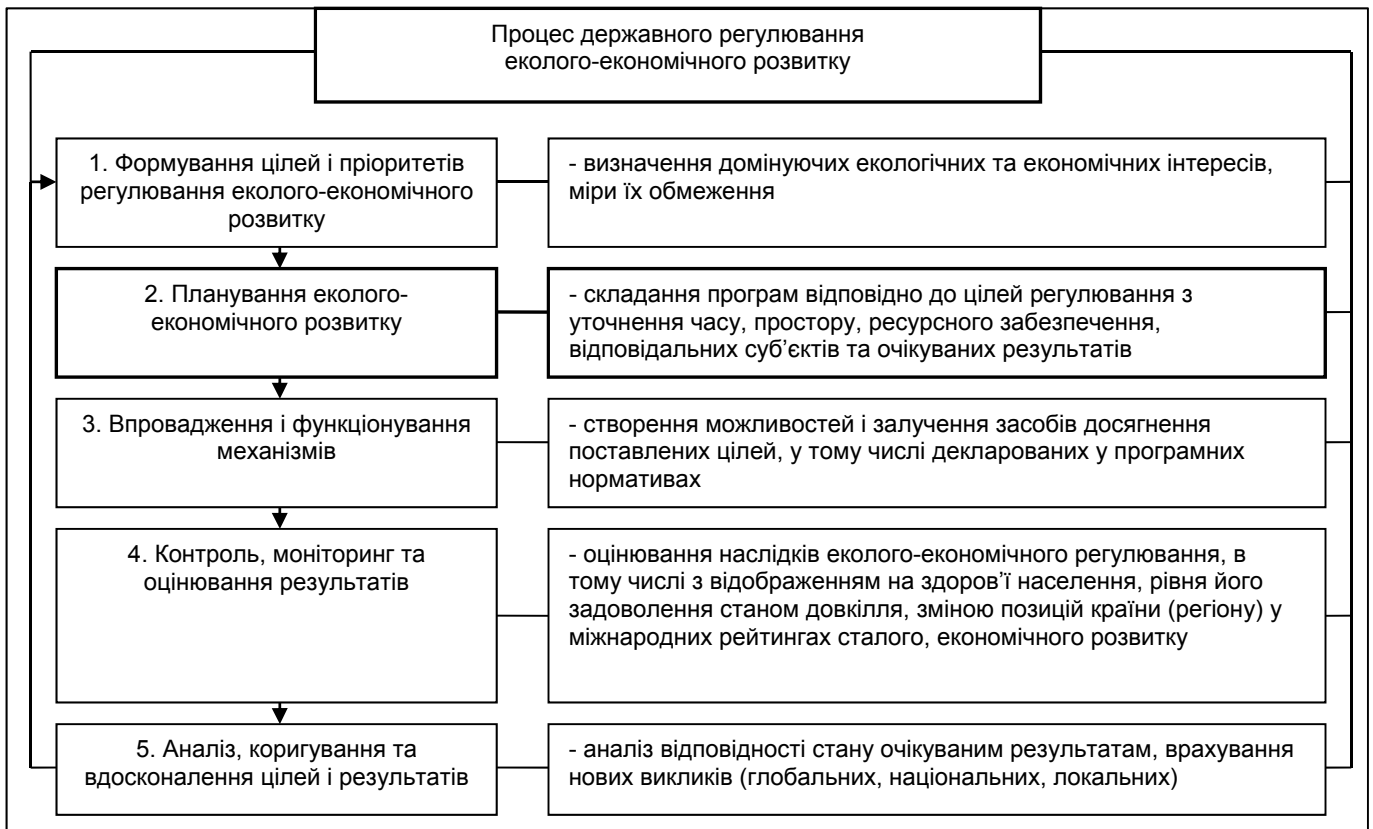 Процес державного регулювання
еколого-економічного розвитку
1. Формування цілей і пріоритетів
регулювання еколого-економічного
розвитку
- визначення домінуючих екологічних та економічних інтересів,
міри їх обмеження
2. Планування еколого-
економічного розвитку
- складання програм відповідно до цілей регулювання з
уточнення часу, простору, ресурсного забезпечення,
відповідальних суб’єктів та очікуваних результатів
3. Впровадження і функціонування
механізмів
- створення можливостей і залучення засобів досягнення
поставлених цілей, у тому числі декларованих у програмних
нормативах
4. Контроль, моніторинг та
оцінювання результатів
- оцінювання наслідків еколого-економічного регулювання, в
тому числі з відображенням на здоров’ї населення, рівня його
задоволення станом довкілля, зміною позицій країни (регіону) у
міжнародних рейтингах сталого, економічного розвитку
5. Аналіз, коригування та
вдосконалення цілей і результатів
- аналіз відповідності стану очікуваним результатам, врахування
нових викликів (глобальних, національних, локальних)